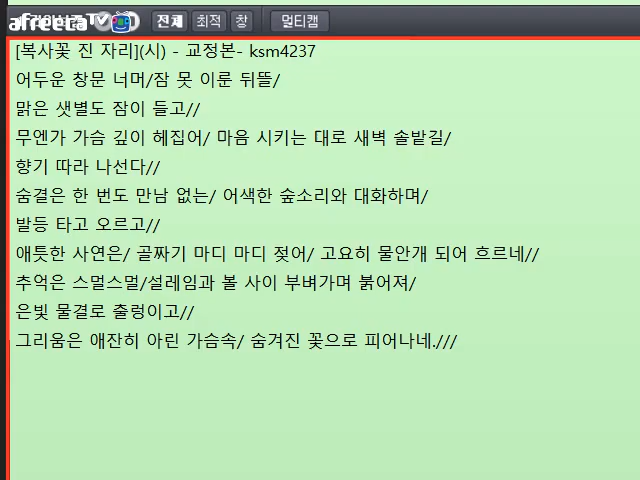 afreecaTV
전체 최적 창 멀티캠
[복사꽃 진 자리](시) - 교정본- ksm4237
어두운 창문 너머/잠 못 이룬 뒤뜰/
맑은 샛별도 잠이 들고//
무엔가 가슴 깊이 헤집어/ 마음 시키는 대로 새벽 솔밭길/
향기 따라 나선다//
숨결은 한 번도 만남 없는/ 어색한 숲소리와 대화하며/
발등 타고 오르고//
애틋한 사연은/ 골짜기 마디 마디 젖어/ 고요히 물안개 되어 흐르네//
추억은 스멀스멀/설레임과 볼 사이 부벼가며 붉어져/
은빛 물결로 출렁이고//
그리움은 애잔히 아린 가슴속/ 숨겨진 꽃으로 피어나네.///